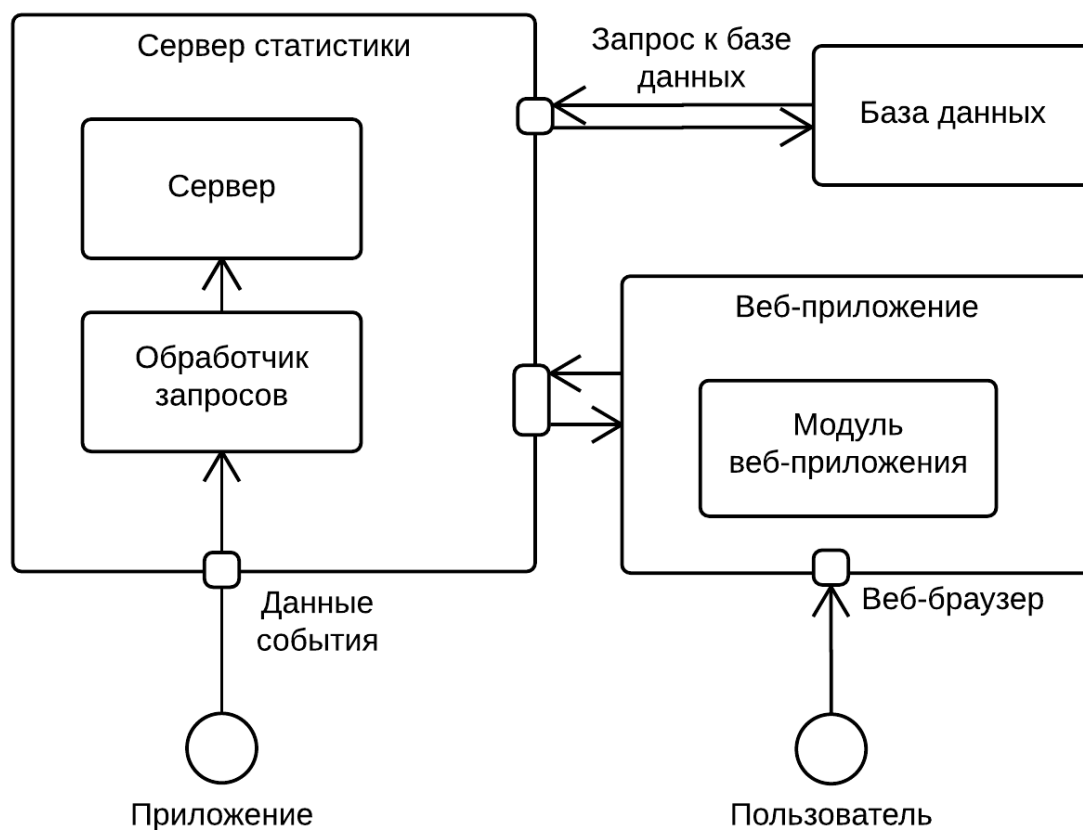 Сервер статистики
Запрос к базе
данных
База данных
Сервер
Веб-приложение
Обработчик
запросов
Модуль
веб-приложения
Данные
события
Веб-браузер
Приложение
Пользователь